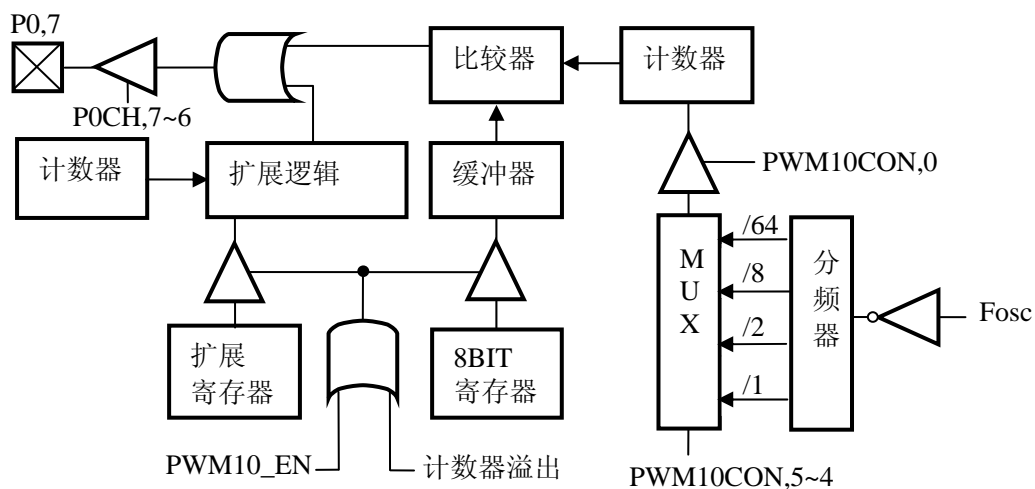 P0,7
P0CH,7~6
比较器
计数器
计数器
扩展逻辑
缓冲器
PWM10CON,0
MUX
/64
/8
/2
/1
分频器
Fosc
扩展
寄存器
8BIT
寄存器
PWM10_EN
计数器溢出
PWM10CON,5~4